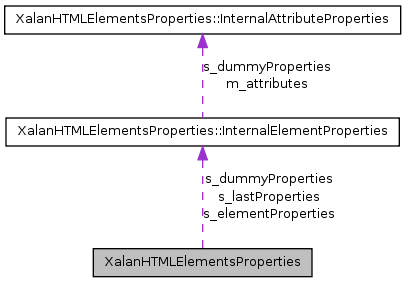 XalanHTMLElementsProperties::InternalAttributeProperties
s_dummyProperties
m_attributes
XalanHTMLElementsProperties::InternalElementProperties
s_dummyProperties
s_lastProperties
s_elementProperties
XalanHTMLElementsProperties